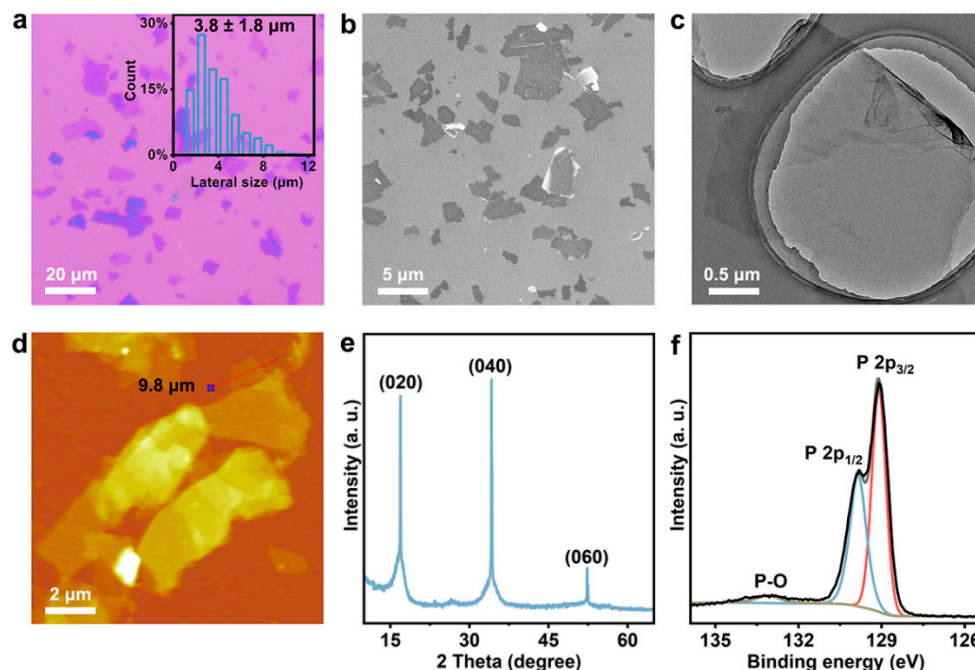 a
30%
3.8 ± 1.8 µm
Count
15%
0%
0
4
8
12
Lateral size (µm)
20 µm
b
5 µm
c
0.5 µm
d
9.8 µm
2 µm
e
(020)
(040)
(060)
Intensity (a. u.)
15
30
45
60
2 Theta (degree)
f
P 2p3/2
P 2p1/2
P-O
Intensity (a. u.)
135
132
129
126
Binding energy (eV)